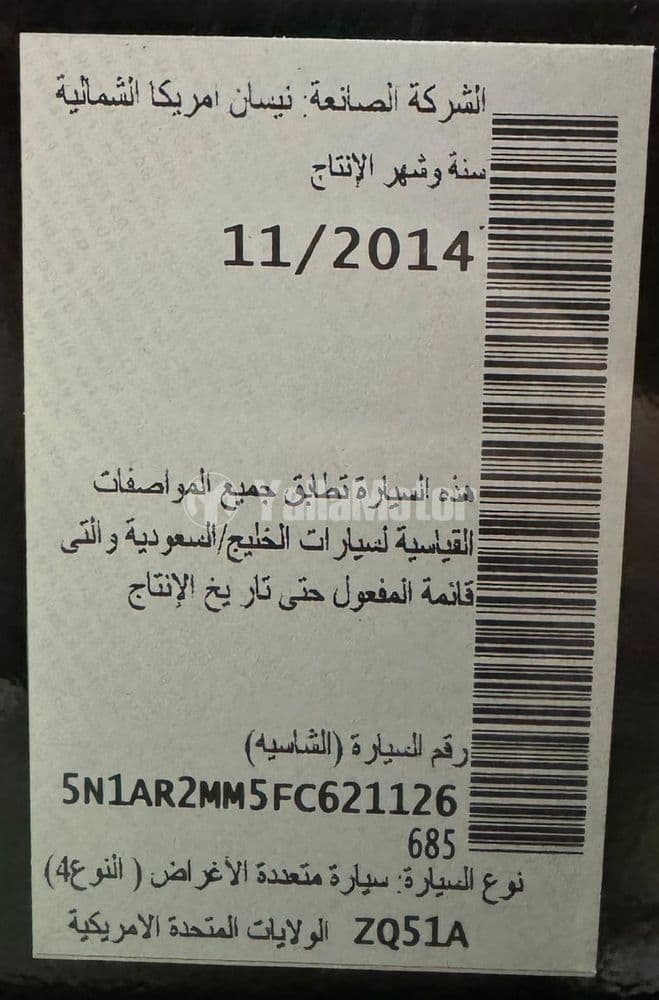 الشركة الصانعة: نيسان امريكا الشمالية
سنة وشهر الإنتاج
11/2014
هذه السيارة تطابق جميع المواصفات
القياسية لسيارات الخليج/السعودية والتى
قائمة المفعول حتى تاريخ الإنتاج
YallaMotor
رقم السيارة (الشاسيه)
5N1AR2MM5FC621126
685
نوع السيارة: سيارة متعددة الأغراض (النوع4)
ZQ51A الولايات المتحدة الامريكية